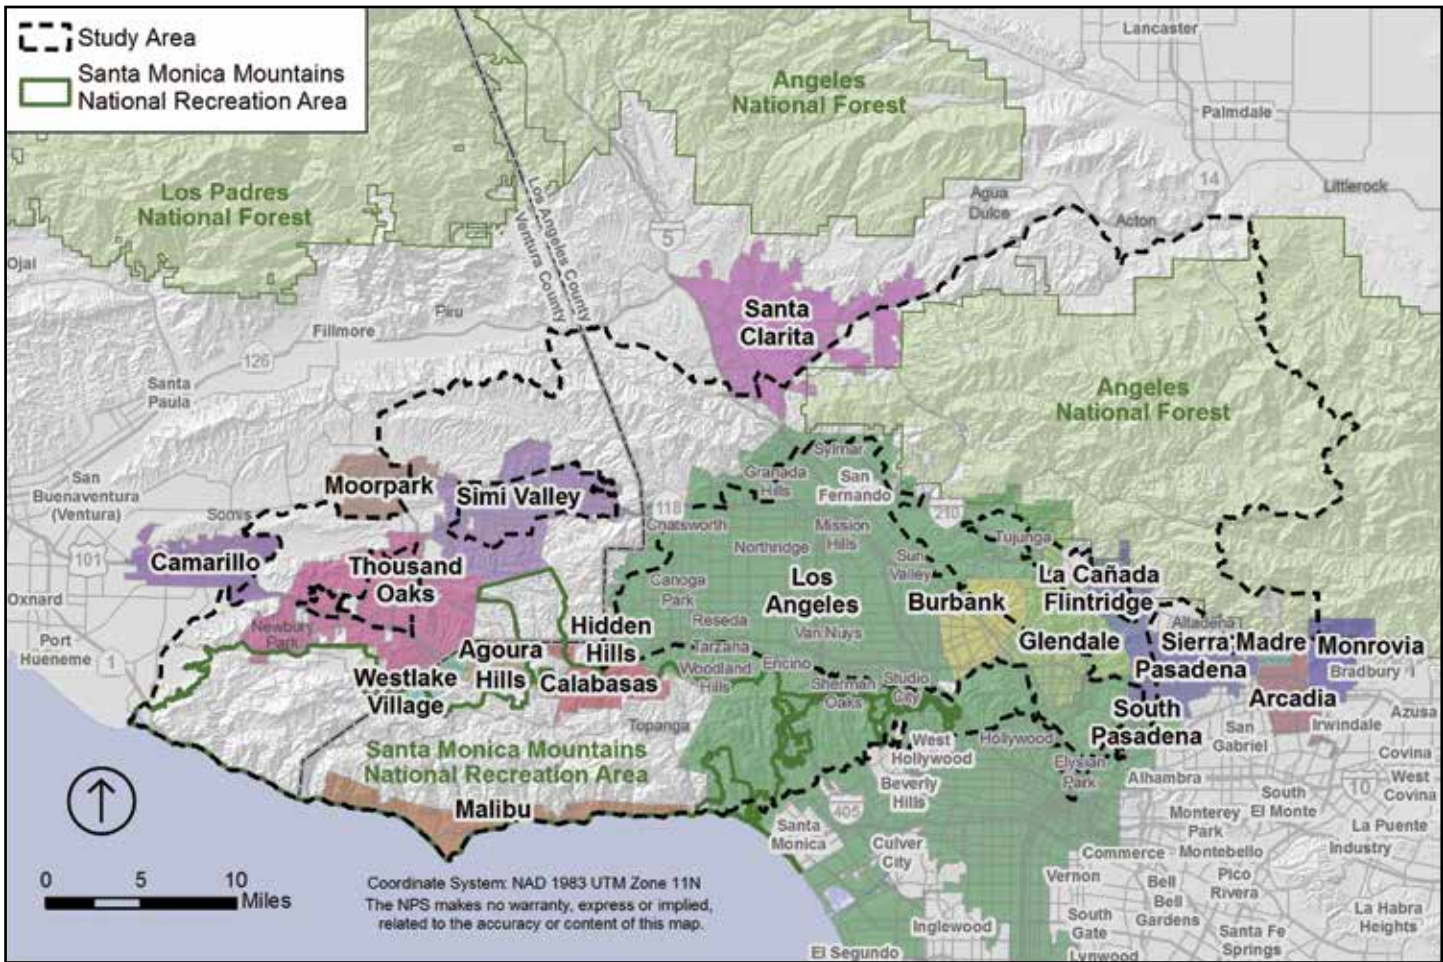 Study Area
Santa Monica Mountains
National Recreation Area
Lancaster
Angeles
National Forest
Palmdale
Los Padres
National Forest
Los Angeles County
Ventura County
14
Littlerock
Agua
Dulce
Acton
5
Ojai
Santa
Clarita
Piru
Fillmore
126
Santa
Paula
Angeles
National Forest
San
Buenaventura
(Ventura)
Moorpark
Simi Valley
Somis
Sylmar
Granada
Hills
San
Fernando
118
Chatsworth
210
Mission
Hills
Tujunga
Northridge
101
Camarillo
Thousand
Oaks
Sun
Valley
Canoga
Park
Los
Angeles
La Cañada
Flintridge
Burbank
Oxnard
Newbury
Park
Hidden
Hills
Reseda
Van Nuys
Altadena
Glendale
Sierra Madre
Monrovia
Port
Hueneme
1
Agoura
Hills
Tarzana
Encino
Woodland
Hills
Pasadena
Bradbury
Westlake
Village
Calabasas
Sherman
Oaks
Studio
City
Arcadia
South
Pasadena
Azusa
Topanga
Irwindale
San
Gabriel
Santa Monica Mountains
National Recreation Area
West
Hollywood
Hollywood
Elysian
Park
Covina
West
Covina
Alhambra
10
Beverly
Hills
South
El Monte
Malibu
405
Monterey
Park
La Puente
Santa
Monica
Culver
City
Industry
Commerce
Montebello
Vernon
Bell
Bell
Gardens
Pico
Rivera
0 5 10
Miles
Coordinate System: NAD 1983 UTM Zone 11N
The NPS makes no warranty, express or implied,
related to the accuracy or content of this map.
South
Gate
La Habra
Heights
Inglewood
Santa Fe
Springs
El Segundo
Lynwood